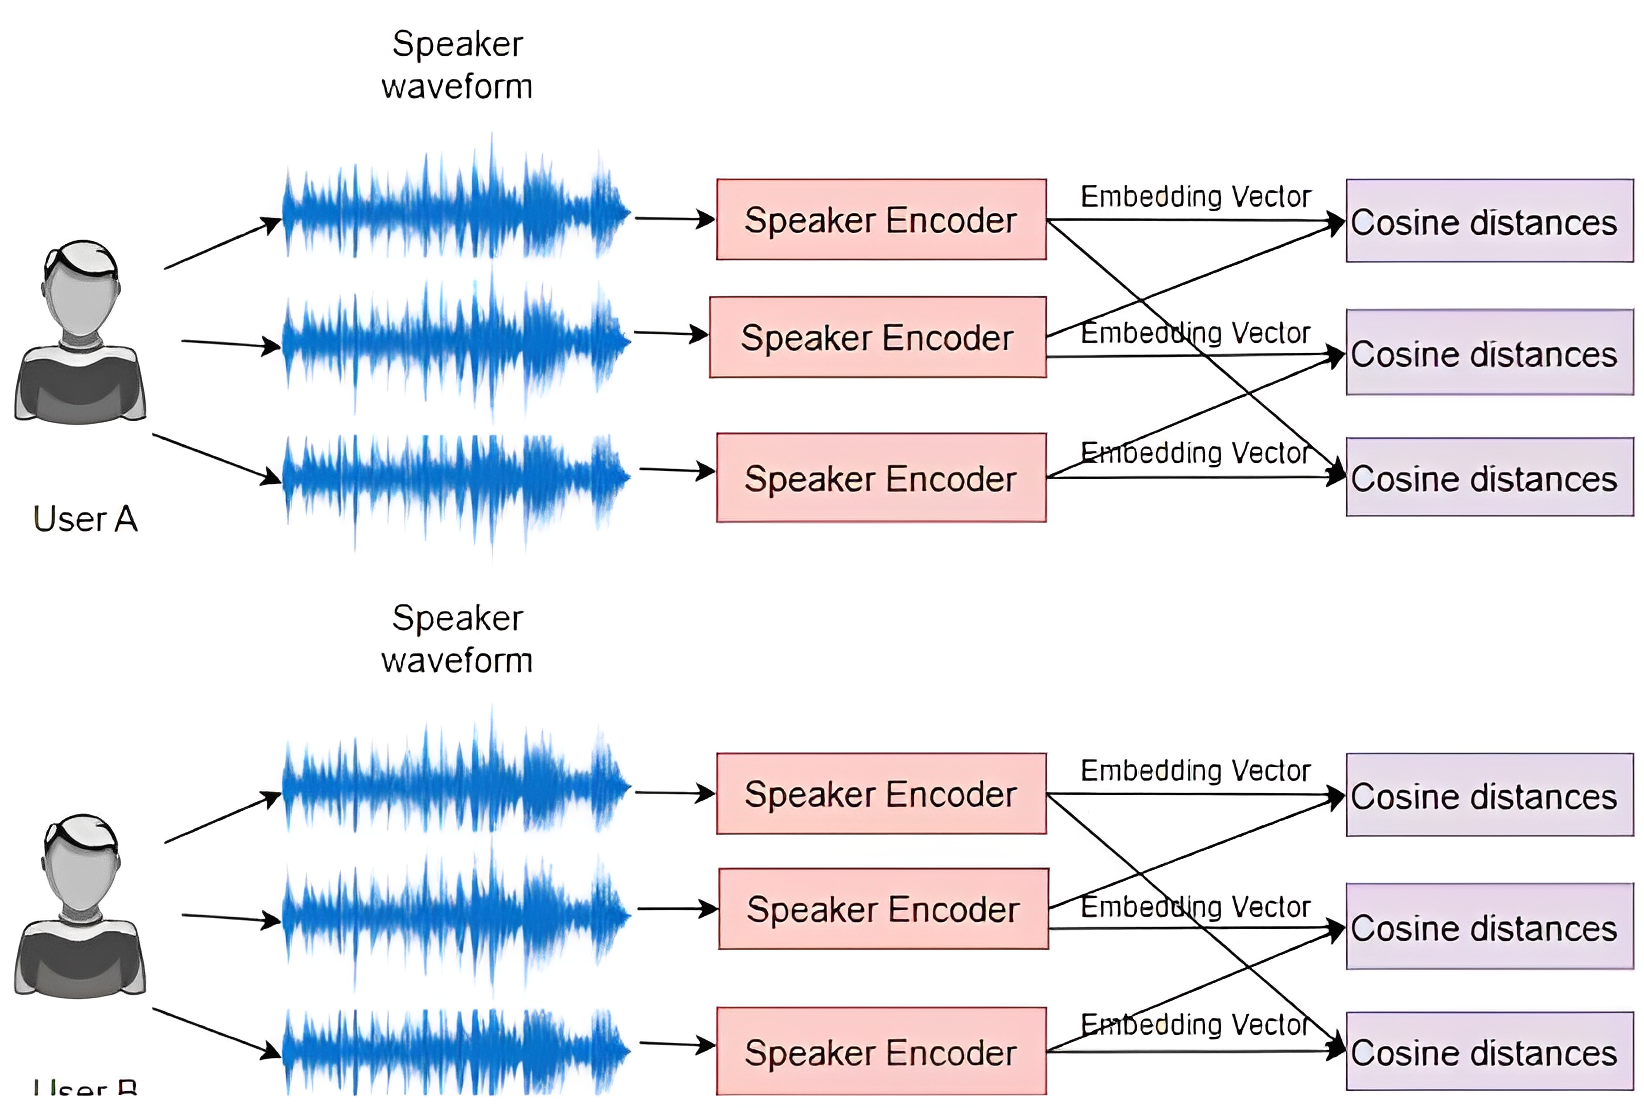 Speaker
waveform
Speaker Encoder
Embedding Vector
Cosine distances
Speaker Encoder
Embedding Vector
Cosine distances
Speaker Encoder
Embedding Vector
Cosine distances
User A
Speaker
waveform
Speaker Encoder
Embedding Vector
Cosine distances
Speaker Encoder
Embedding Vector
Cosine distances
Speaker Encoder
Embedding Vector
Cosine distances
User B